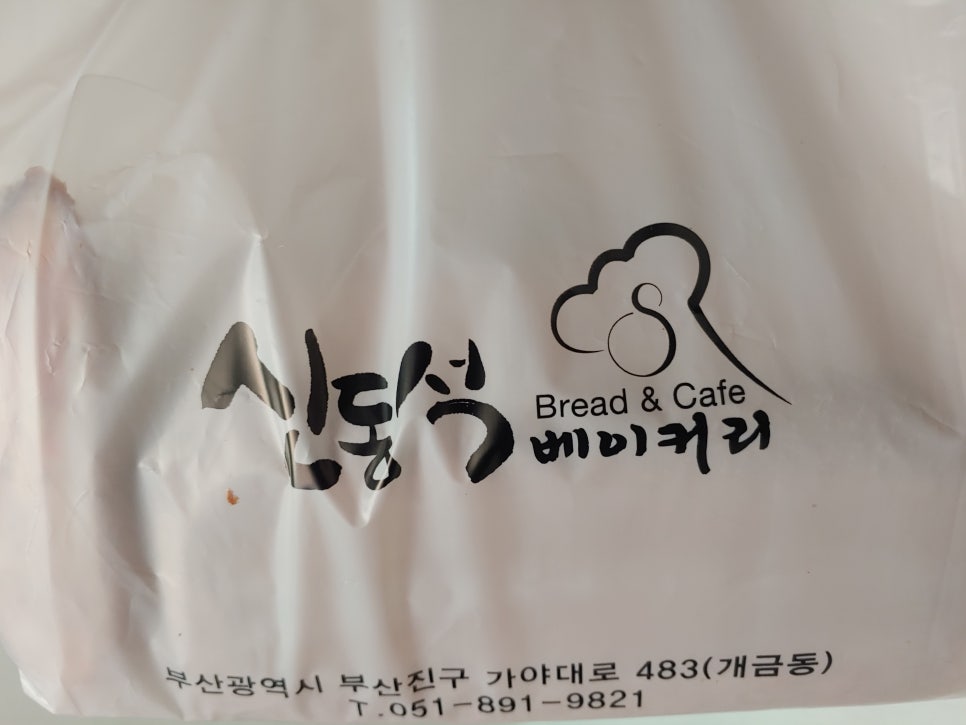 신동석
Bread & Cafe
베이커리
부산광역시 부산진구 가야대로 483(개금동)
T.051-891-9821